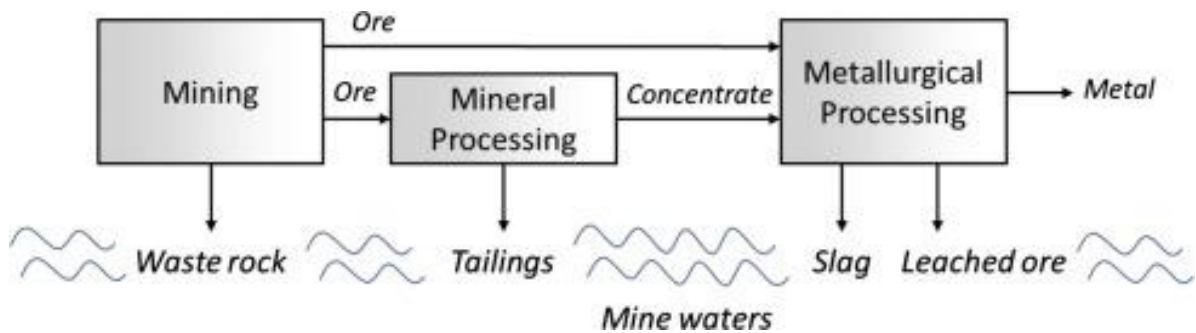 Ore
Mining
Ore
Mineral
Processing
Concentrate
Metallurgical
Processing
Metal
Waste rock
Tailings
Slag
Leached ore
Mine waters